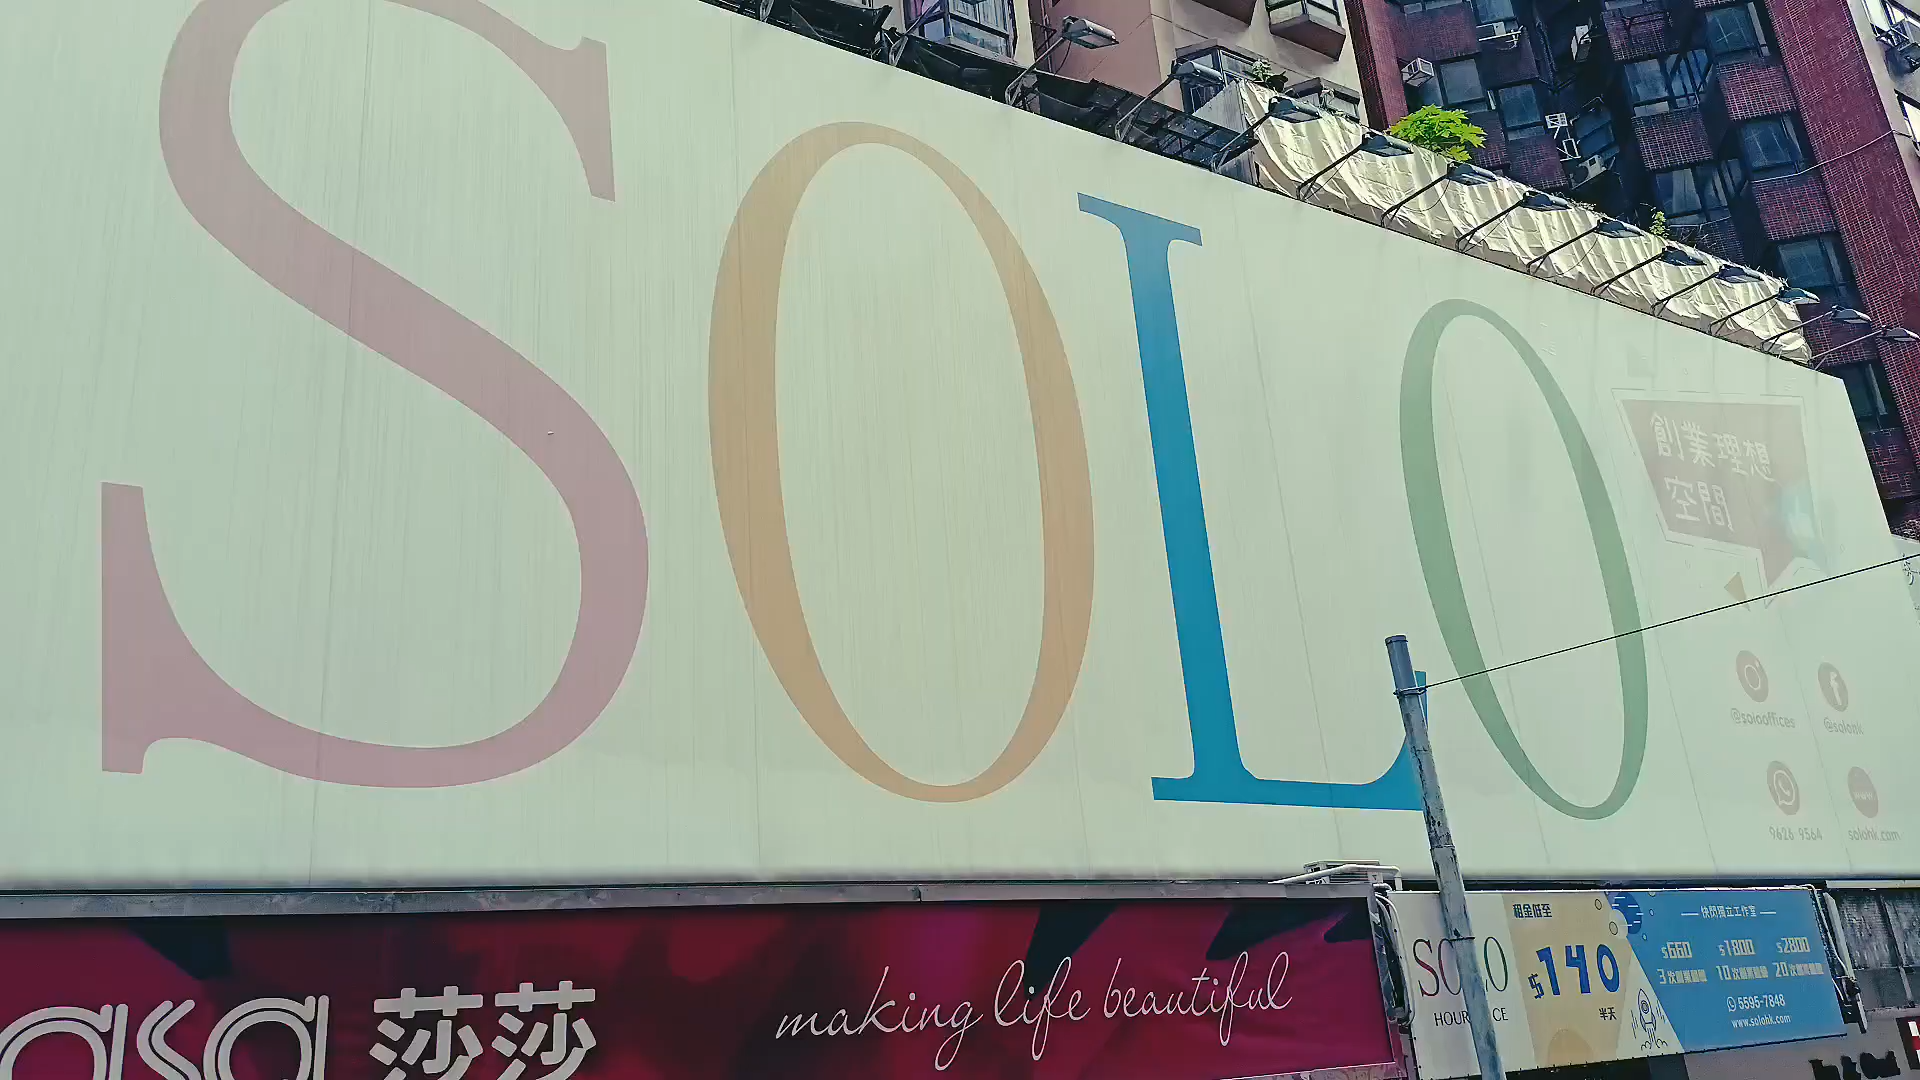 SOLO
創業理想
空間
@solooffices
@solohk
9626 9564
www
solohk.com
asa 莎莎
making life beautiful
SOLO
租金低至
$140
半天
快閃獨立工作室
$660 $1800 $2800
5595-7848
www.solohk.com